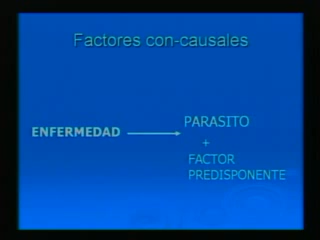 Factores con-causales
ENFERMEDAD
PARASITO
+
FACTOR
PREDISPONENTE